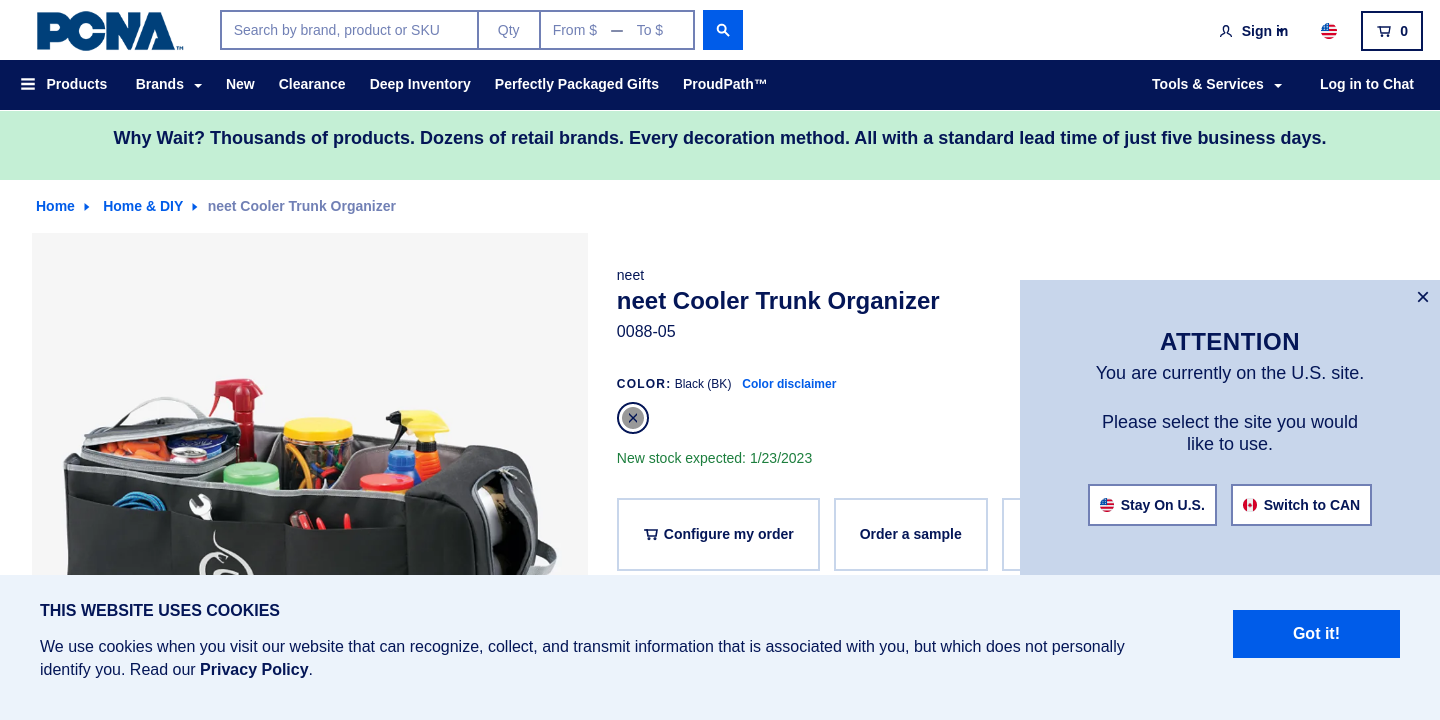 PCNA™
Search by brand, product or SKU
Qty
From $ — To $
Sign in
0
Products
Brands
New
Clearance
Deep Inventory
Perfectly Packaged Gifts
ProudPath™
Tools & Services
Log in to Chat
Why Wait? Thousands of products. Dozens of retail brands. Every decoration method. All with a standard lead time of just five business days.
Home
Home & DIY
neet Cooler Trunk Organizer
neet
neet Cooler Trunk Organizer
0088-05
COLOR: Black (BK) Color disclaimer
New stock expected: 1/23/2023
Configure my order
Order a sample
×
ATTENTION
You are currently on the U.S. site.
Please select the site you would
like to use.
Stay On U.S.
Switch to CAN
THIS WEBSITE USES COOKIES
We use cookies when you visit our website that can recognize, collect, and transmit information that is associated with you, but which does not personally
identify you. Read our Privacy Policy.
Got it!